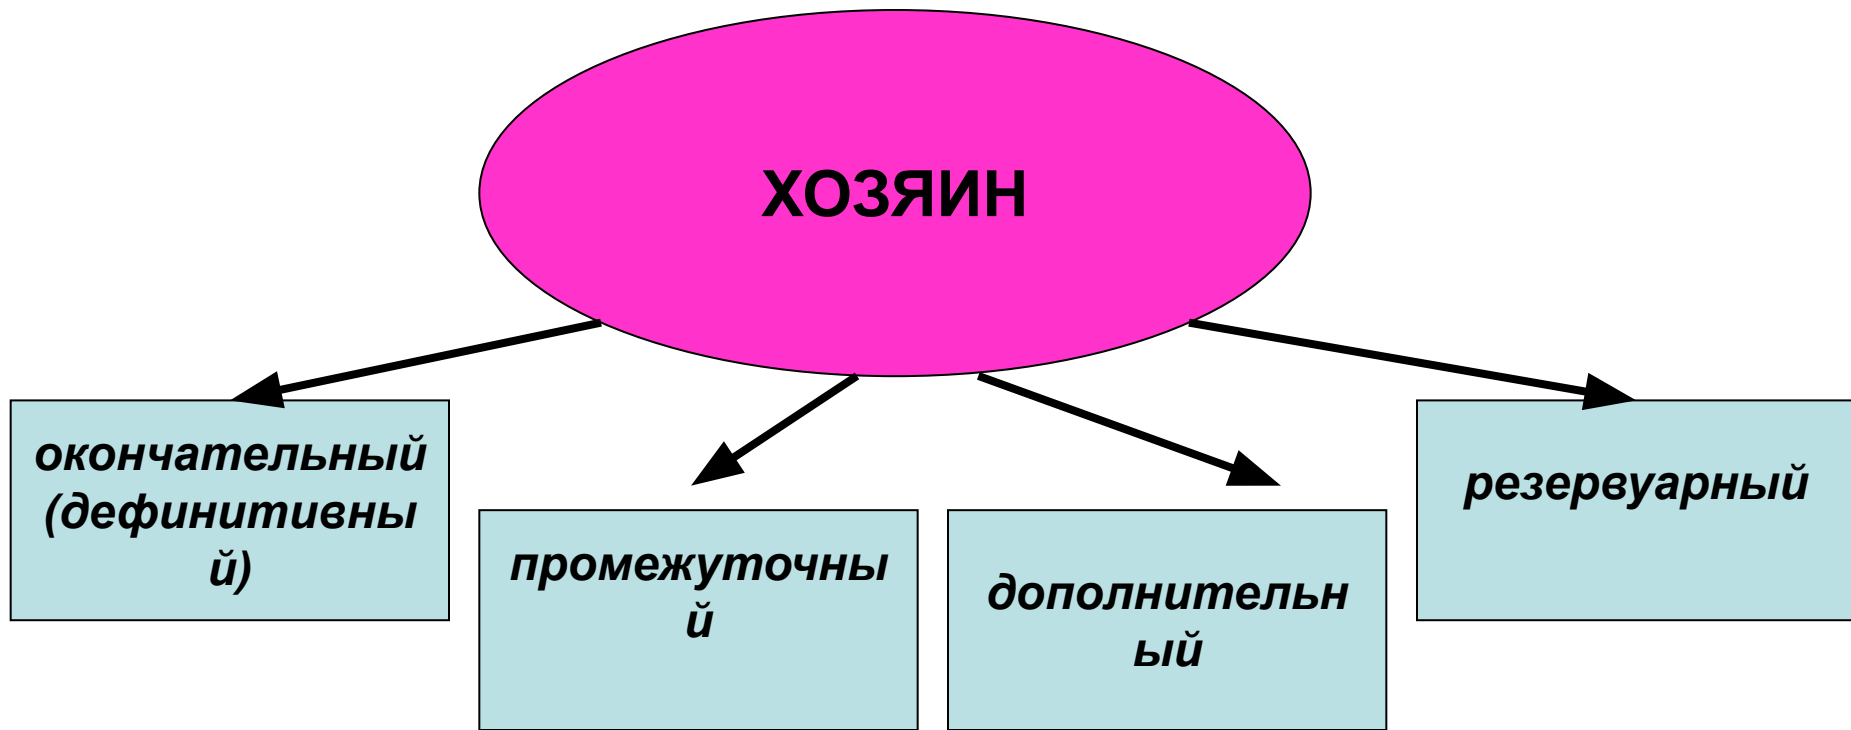 ХОЗЯИН
окончательный
(дефинитивны
й)
промежуточны
й
дополнительн
ый
резервуарный